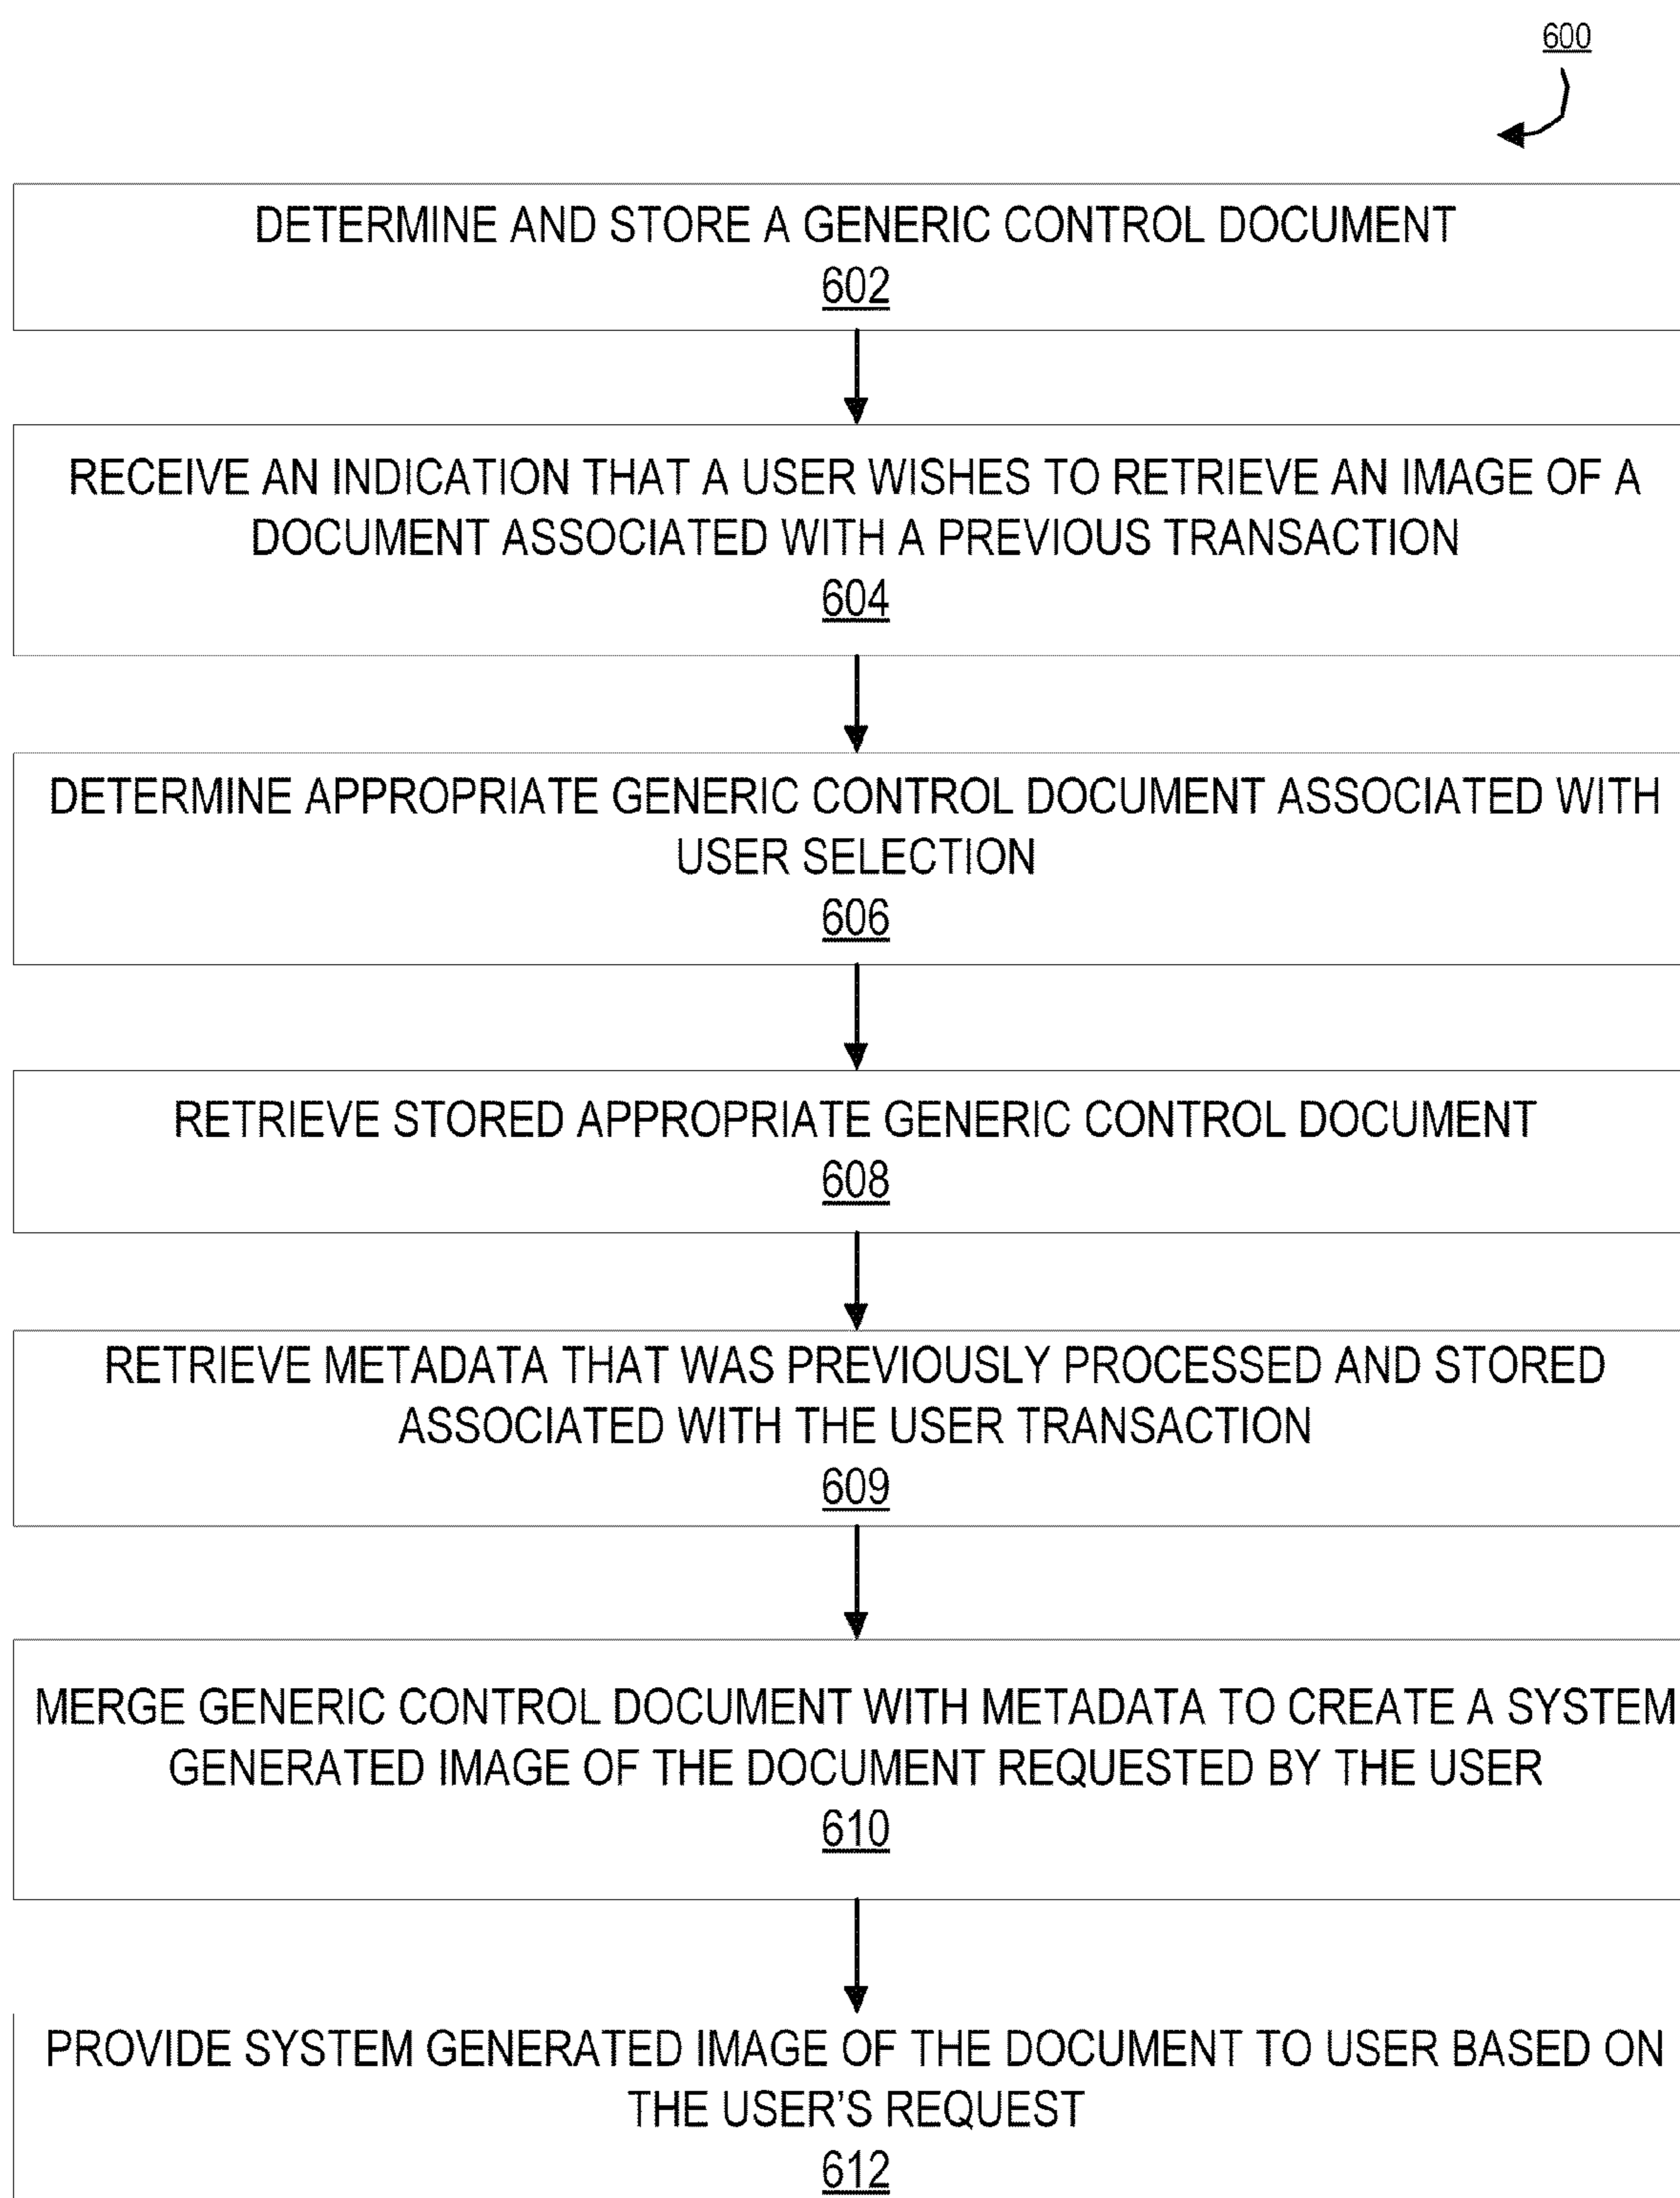 600
DETERMINE AND STORE A GENERIC CONTROL DOCUMENT
602
RECEIVE AN INDICATION THAT A USER WISHES TO RETRIEVE AN IMAGE OF A
DOCUMENT ASSOCIATED WITH A PREVIOUS TRANSACTION
604
DETERMINE APPROPRIATE GENERIC CONTROL DOCUMENT ASSOCIATED WITH
USER SELECTION
606
RETRIEVE STORED APPROPRIATE GENERIC CONTROL DOCUMENT
608
RETRIEVE METADATA THAT WAS PREVIOUSLY PROCESSED AND STORED
ASSOCIATED WITH THE USER TRANSACTION
609
MERGE GENERIC CONTROL DOCUMENT WITH METADATA TO CREATE A SYSTEM
GENERATED IMAGE OF THE DOCUMENT REQUESTED BY THE USER
610
PROVIDE SYSTEM GENERATED IMAGE OF THE DOCUMENT TO USER BASED ON
THE USER'S REQUEST
612